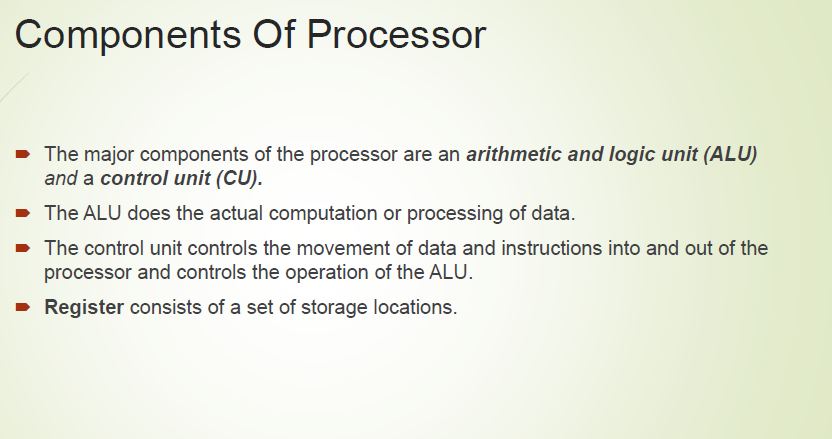 Components Of Processor
The major components of the processor are an arithmetic and logic unit (ALU)
and a control unit (CU).
The ALU does the actual computation or processing of data.
The control unit controls the movement of data and instructions into and out of the
processor and controls the operation of the ALU.
Register consists of a set of storage locations.